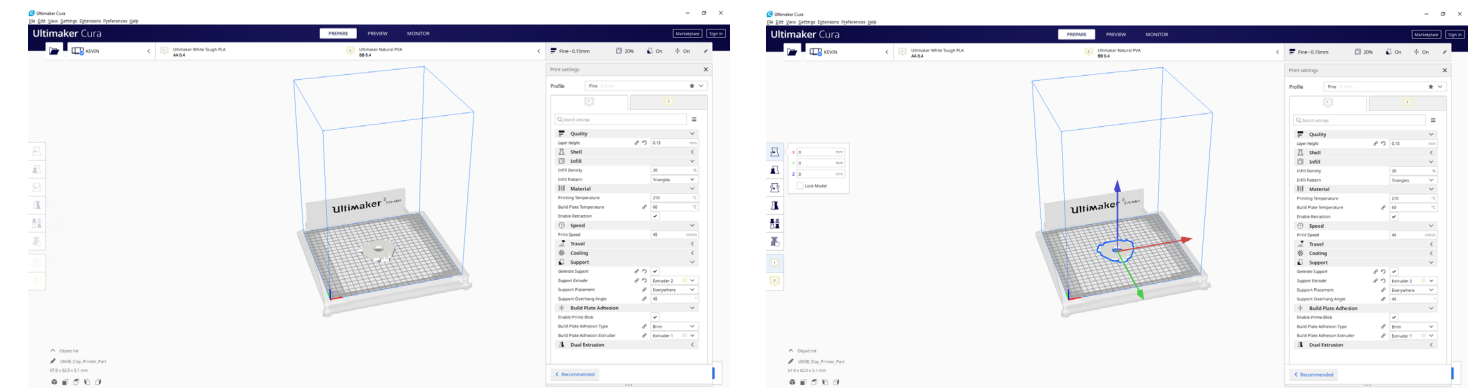 Ultimaker Cura
File Edit View Settings Extensions Preferences Help
Ultimaker Cura
PREPARE PREVIEW MONITOR
Marketplace Sign in
KEVIN
Ultimaker White Tough PLA
AA 0.4
Ultimaker Natural PVA
BB 0.4
Fine - 0.15mm 20% On On
Print settings
Profile Fine
Search settings
Quality
Layer Height 0.15 mm
Shell
Infill
Infill Density 20 %
Infill Pattern Triangles
Material
Printing Temperature 210 °C
Build Plate Temperature 60 °C
Enable Retraction
Speed
Print Speed 45 mm/s
Travel
Cooling
Support
Generate Support
Support Extruder Extruder 2
Support Placement Everywhere
Support Overhang Angle 45 °
Build Plate Adhesion
Enable Prime Blob
Build Plate Adhesion Type Brim
Build Plate Adhesion Extruder Extruder 1
Dual Extrusion
Recommended
Ultimaker
Object list
Ultimaker Cura
File Edit View Settings Extensions Preferences Help
Ultimaker Cura
PREPARE PREVIEW MONITOR
Marketplace Sign in
KEVIN
Ultimaker White Tough PLA
AA 0.4
Ultimaker Natural PVA
BB 0.4
Fine - 0.15mm 20% On On
X 0 mm
Y 0 mm
Z 0 mm
Lock Model
Print settings
Profile Fine
Search settings
Quality
Layer Height 0.15 mm
Shell
Infill
Infill Density 20 %
Infill Pattern Triangles
Material
Printing Temperature 210 °C
Build Plate Temperature 60 °C
Enable Retraction
Speed
Print Speed 45 mm/s
Travel
Cooling
Support
Generate Support
Support Extruder Extruder 2
Support Placement Everywhere
Support Overhang Angle 45 °
Build Plate Adhesion
Enable Prime Blob
Build Plate Adhesion Type Brim
Build Plate Adhesion Extruder Extruder 1
Dual Extrusion
Recommended
Ultimaker
Object list